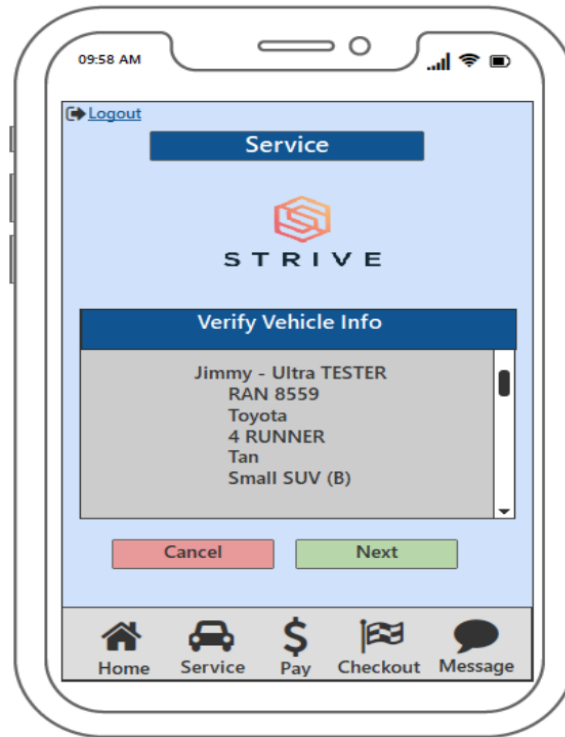 09:58 AM
Logout
Service
STRIVE
Verify Vehicle Info
Jimmy - Ultra TESTER
RAN 8559
Toyota
4 RUNNER
Tan
Small SUV (B)
Cancel Next
Home Service Pay Checkout Message